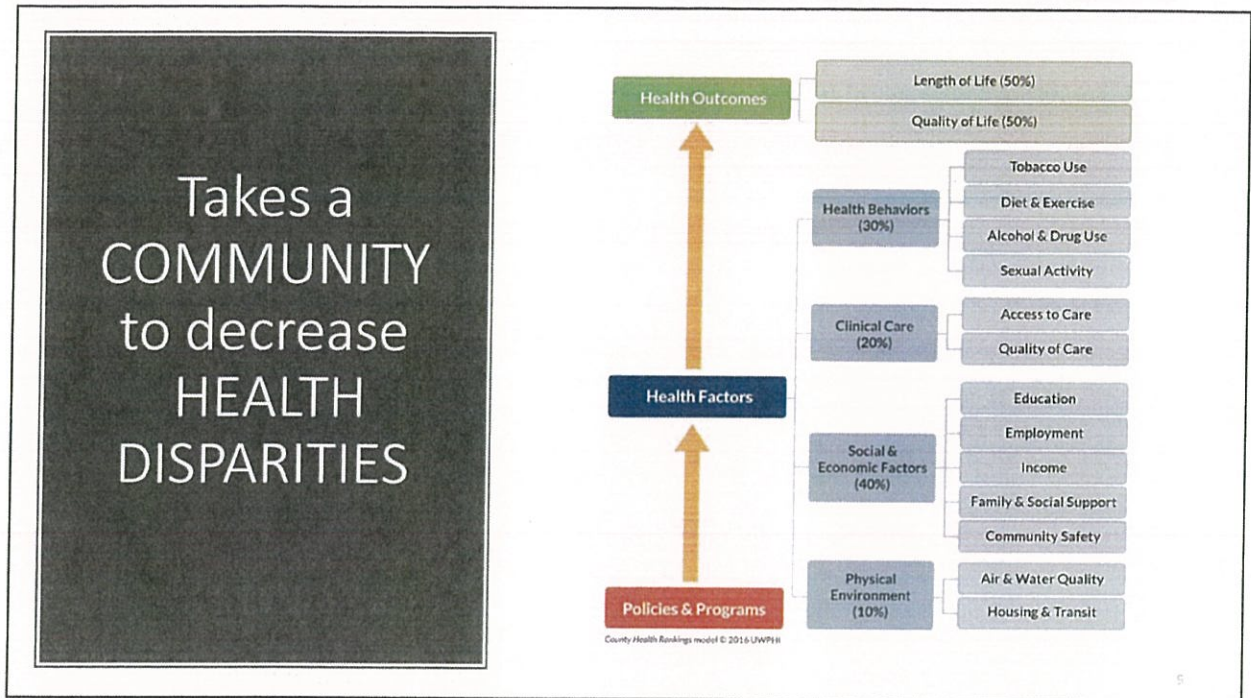 Takes a
COMMUNITY
to decrease
HEALTH
DISPARITIES
Health Outcomes
Length of Life (50%)
Quality of Life (50%)
Health Behaviors
(30%)
Tobacco Use
Diet & Exercise
Alcohol & Drug Use
Sexual Activity
Clinical Care
(20%)
Access to Care
Quality of Care
Health Factors
Social &
Economic Factors
(40%)
Education
Employment
Income
Family & Social Support
Community Safety
Physical
Environment
(10%)
Air & Water Quality
Housing & Transit
Policies & Programs
County Health Rankings model © 2016 UWPHI
5